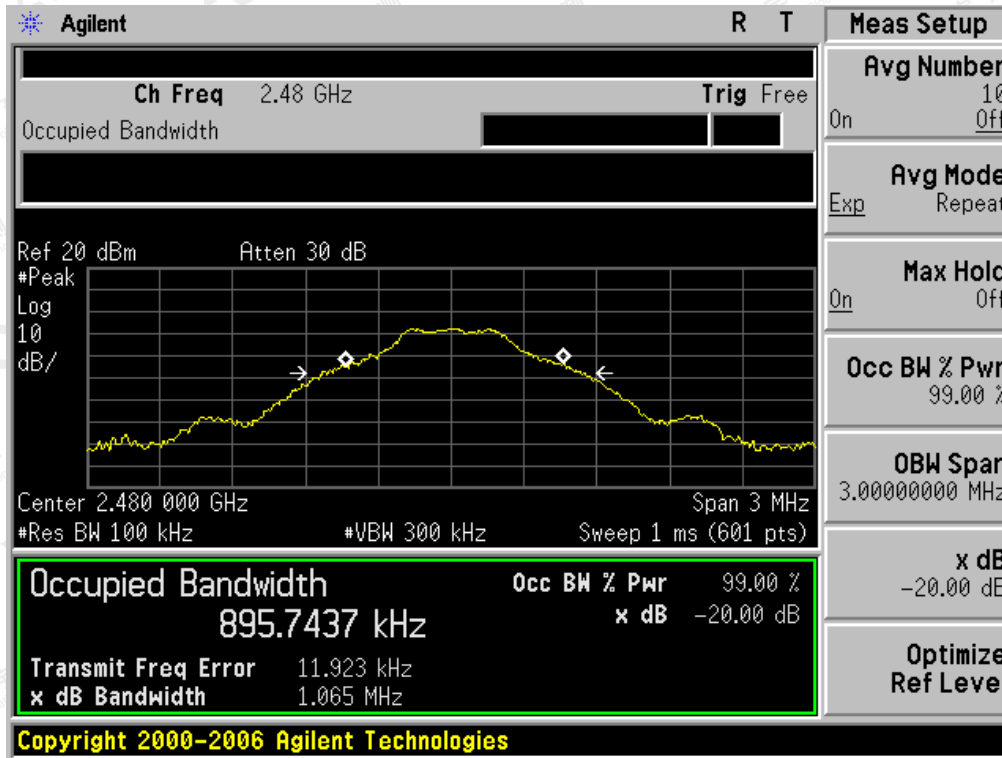 Agilent R T Meas Setup
Ch Freq 2.48 GHz Trig Free
Occupied Bandwidth
Ref 20 dBm Atten 30 dB
#Peak
Log
10
dB/
Center 2.480 000 GHz Span 3 MHz
#Res BW 100 kHz #VBW 300 kHz Sweep 1 ms (601 pts)
Occupied Bandwidth Occ BW % Pwr 99.00 %
895.7437 kHz x dB -20.00 dB
Transmit Freq Error 11.923 kHz
x dB Bandwidth 1.065 MHz
Copyright 2000-2006 Agilent Technologies
Avg Number
10
On Off
Avg Mode
Exp Repeat
Max Hold
On Off
Occ BW % Pwr
99.00 %
OBW Span
3.00000000 MHz
x dB
-20.00 dB
Optimize
Ref Level